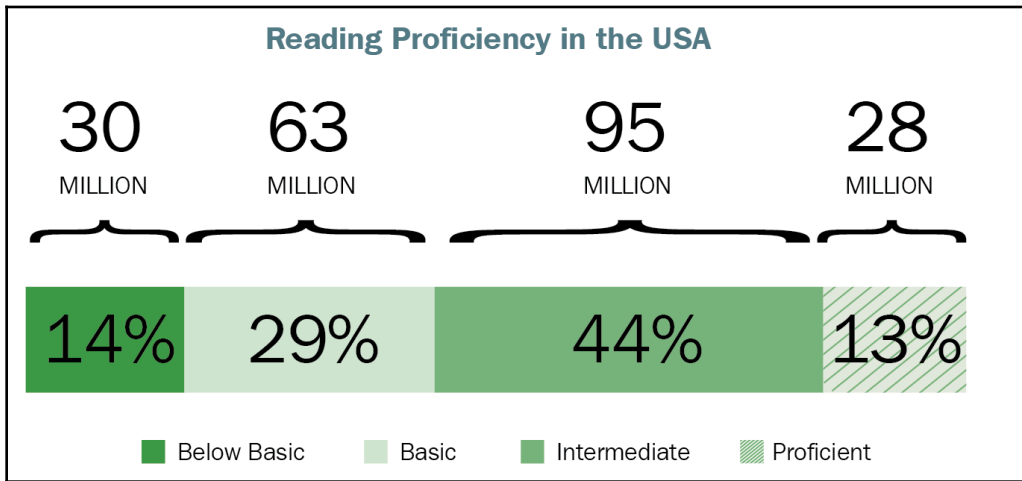 Reading Proficiency in the USA
30 63 95 28
MILLION MILLION MILLION MILLION
14% 29% 44% 13%
Below Basic Basic Intermediate Proficient